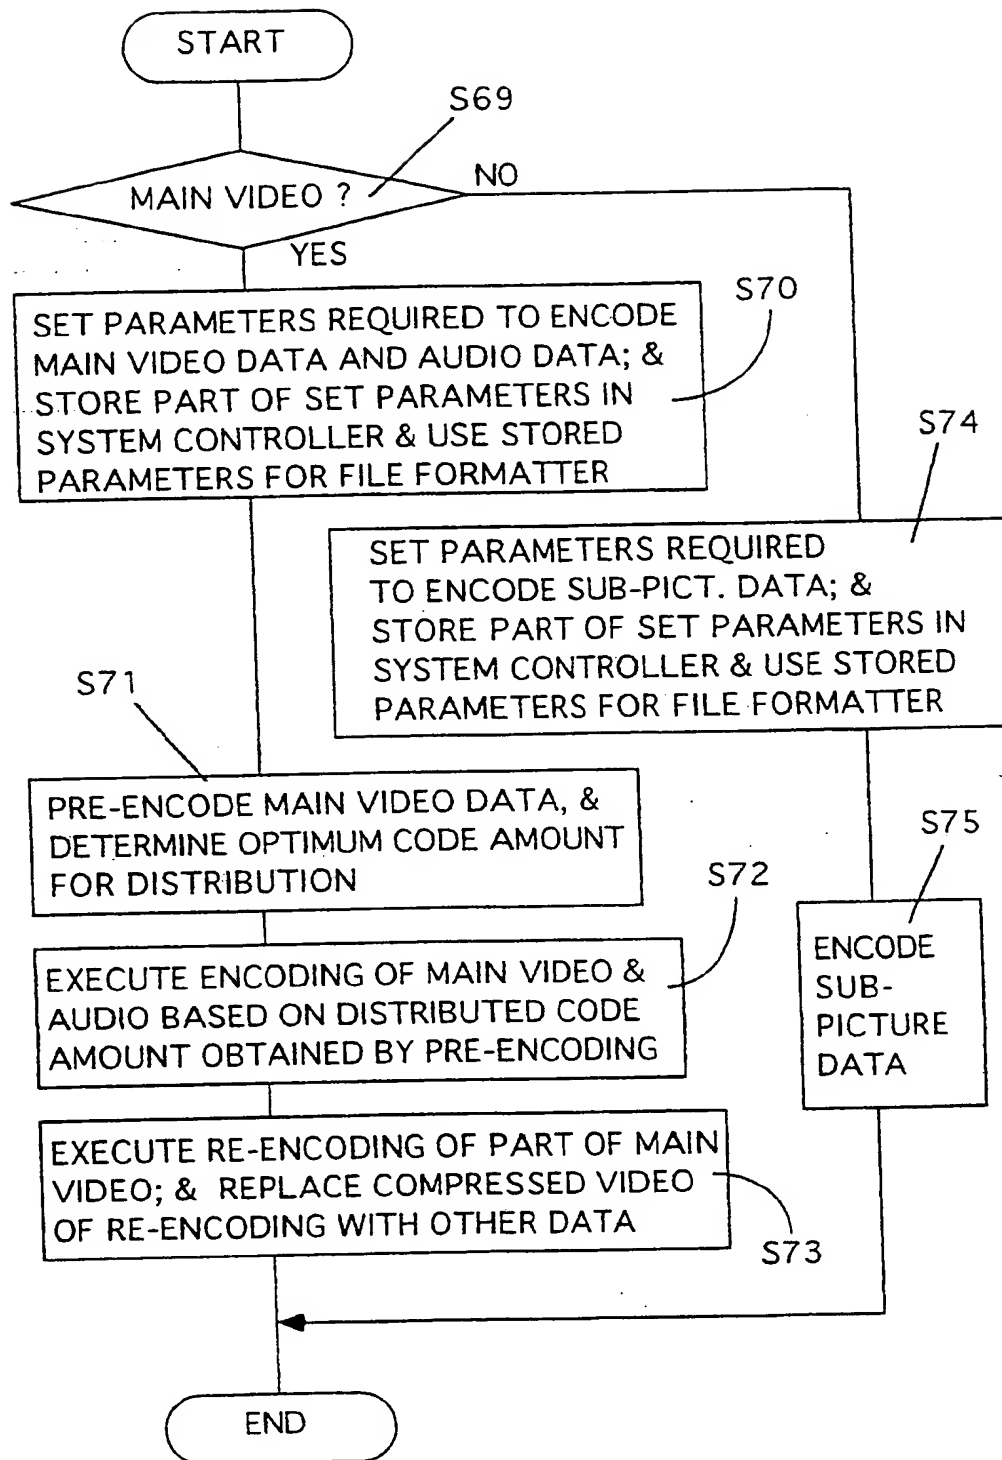 START
S69
MAIN VIDEO ?
NO
YES
S70
SET PARAMETERS REQUIRED TO ENCODE
MAIN VIDEO DATA AND AUDIO DATA; &
STORE PART OF SET PARAMETERS IN
SYSTEM CONTROLLER & USE STORED
PARAMETERS FOR FILE FORMATTER
S74
SET PARAMETERS REQUIRED
TO ENCODE SUB-PICT. DATA; &
STORE PART OF SET PARAMETERS IN
SYSTEM CONTROLLER & USE STORED
PARAMETERS FOR FILE FORMATTER
S71
PRE-ENCODE MAIN VIDEO DATA, &
DETERMINE OPTIMUM CODE AMOUNT
FOR DISTRIBUTION
S72
EXECUTE ENCODING OF MAIN VIDEO &
AUDIO BASED ON DISTRIBUTED CODE
AMOUNT OBTAINED BY PRE-ENCODING
S75
ENCODE
SUB-
PICTURE
DATA
EXECUTE RE-ENCODING OF PART OF MAIN
VIDEO; & REPLACE COMPRESSED VIDEO
OF RE-ENCODING WITH OTHER DATA
S73
END